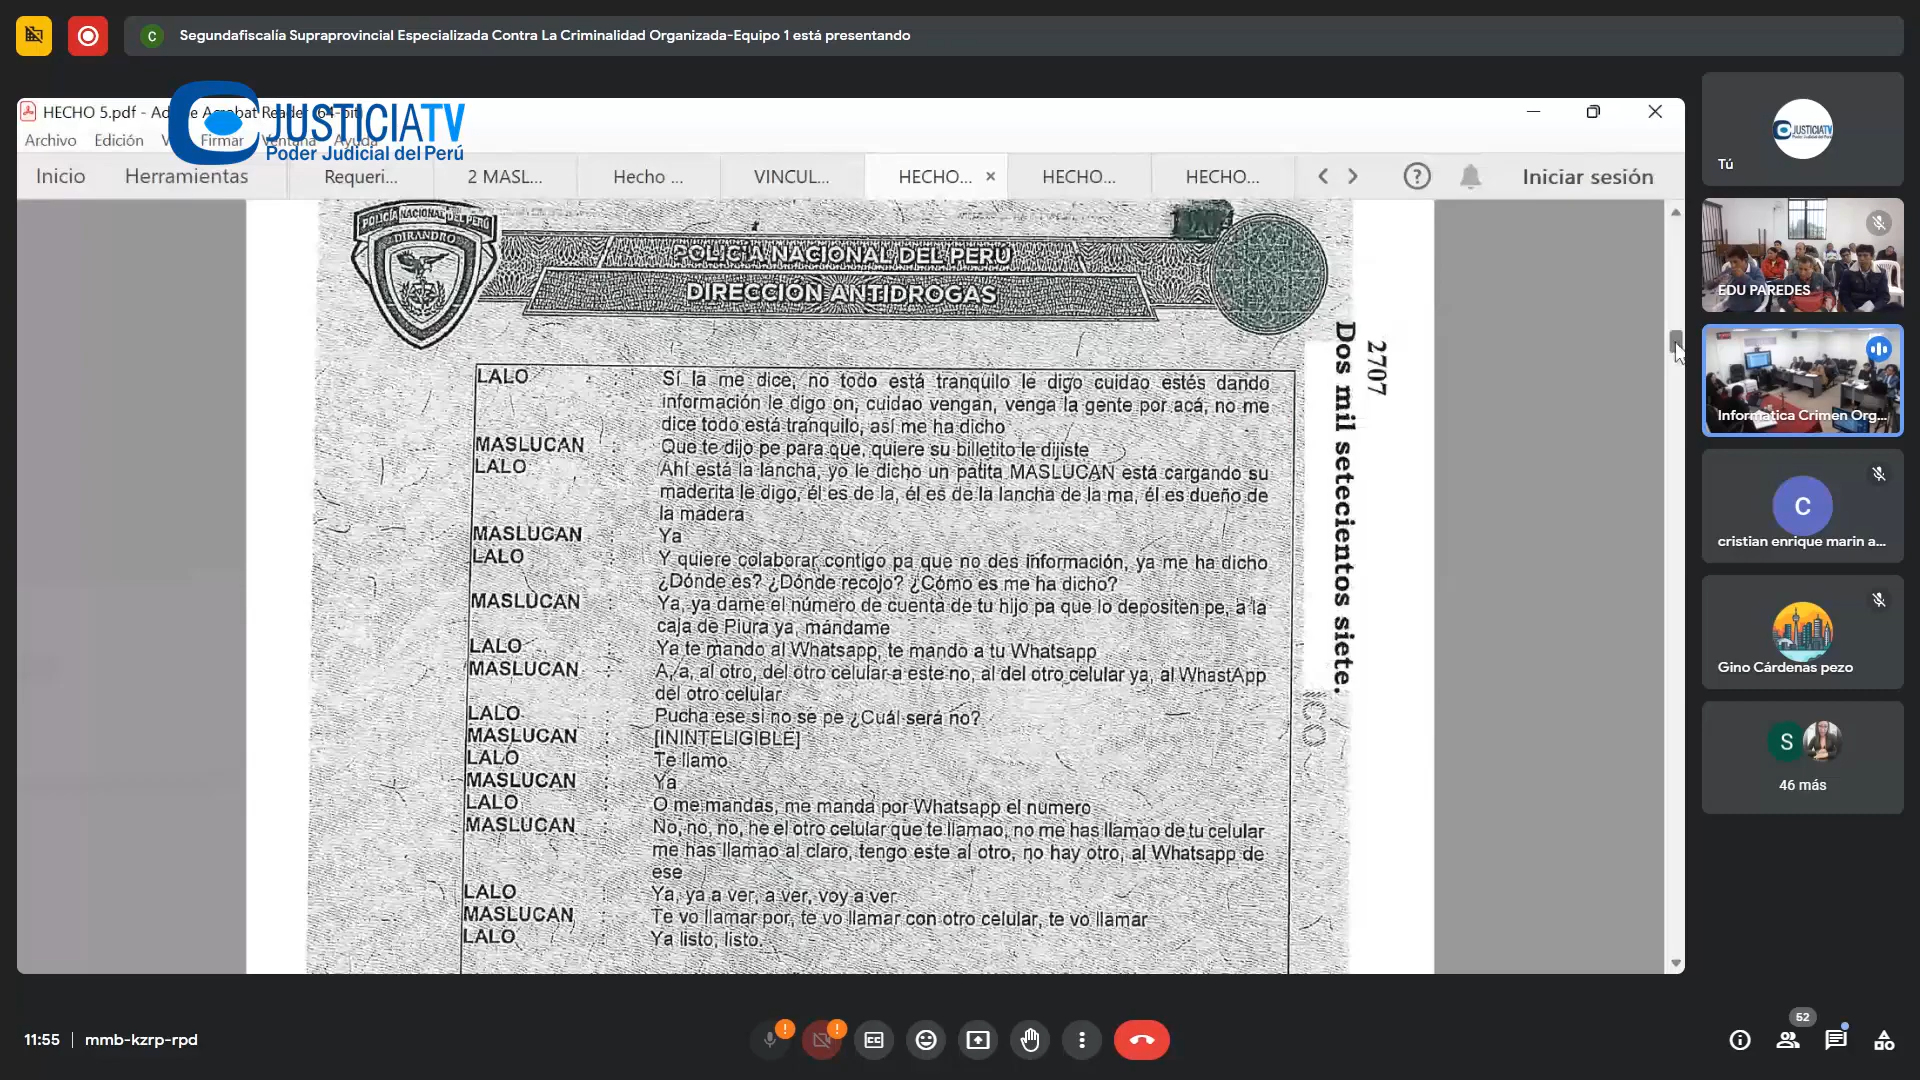 Segundafiscalía Supraprovincial Especializada Contra La Criminalidad Organizada-Equipo 1 está presentando
HECHO 5.pdf - Adobe Acrobat Reader (64-bit)
JUSTICIATV
Poder Judicial del Perú
Archivo Edición Firmar Ventana Ayuda
Inicio Herramientas Requeri... 2 MASL... Hecho ... VINCUL... HECHO... HECHO... HECHO... Iniciar sesión
POLICÍA NACIONAL DEL PERÚ
DIRANDRO
POLICÍA NACIONAL DEL PERÚ
DIRECCIÓN ANTIDROGAS
2707
Dos mil setecientos siete.
LALO : Sí la me dice, no todo está tranquilo le digo cuidao estés dando
información le digo on, cuidao vengan, venga la gente por acá, no me
dice todo está tranquilo, así me ha dicho
MASLUCAN : Que te dijo pe para que, quiere su billetito le dijiste
LALO : Ahí está la lancha, yo le dicho un patita MASLUCAN está cargando su
maderita le digo, él es de la, él es de la lancha de la ma, él es dueño de
la madera
MASLUCAN : Ya
LALO : Y quiere colaborar contigo pa que no des información, ya me ha dicho
¿Dónde es? ¿Dónde recojo? ¿Cómo es me ha dicho?
MASLUCAN : Ya, ya dame el número de cuenta de tu hijo pa que lo depositen pe, a la
caja de Piura ya, mándame
LALO : Ya te mando al Whatsapp, te mando a tu Whatsapp
MASLUCAN : A, a, al otro, del otro celular a este no, al del otro celular ya, al WhastApp
del otro celular
LALO : Pucha ese si no se pe ¿Cuál será no?
MASLUCAN : [ININTELIGIBLE]
LALO : Te llamo
MASLUCAN : Ya
LALO : O me mandas, me manda por Whatsapp el número
MASLUCAN : No, no, no, he el otro celular que te llamao, no me has llamao de tu celular
me has llamao al claro, tengo este al otro, no hay otro, al Whatsapp de
ese
LALO : Ya, ya a ver, a ver, voy a ver
MASLUCAN : Te vo llamar por, te vo llamar con otro celular, te vo llamar
LALO : Ya listo, listo.
JUSTICIATV
Tú
EDU PAREDES
Informatica Crimen Org...
C
cristian enrique marin a...
Gino Cárdenas pezo
S
46 más
11:55 | mmb-kzrp-rpd
52